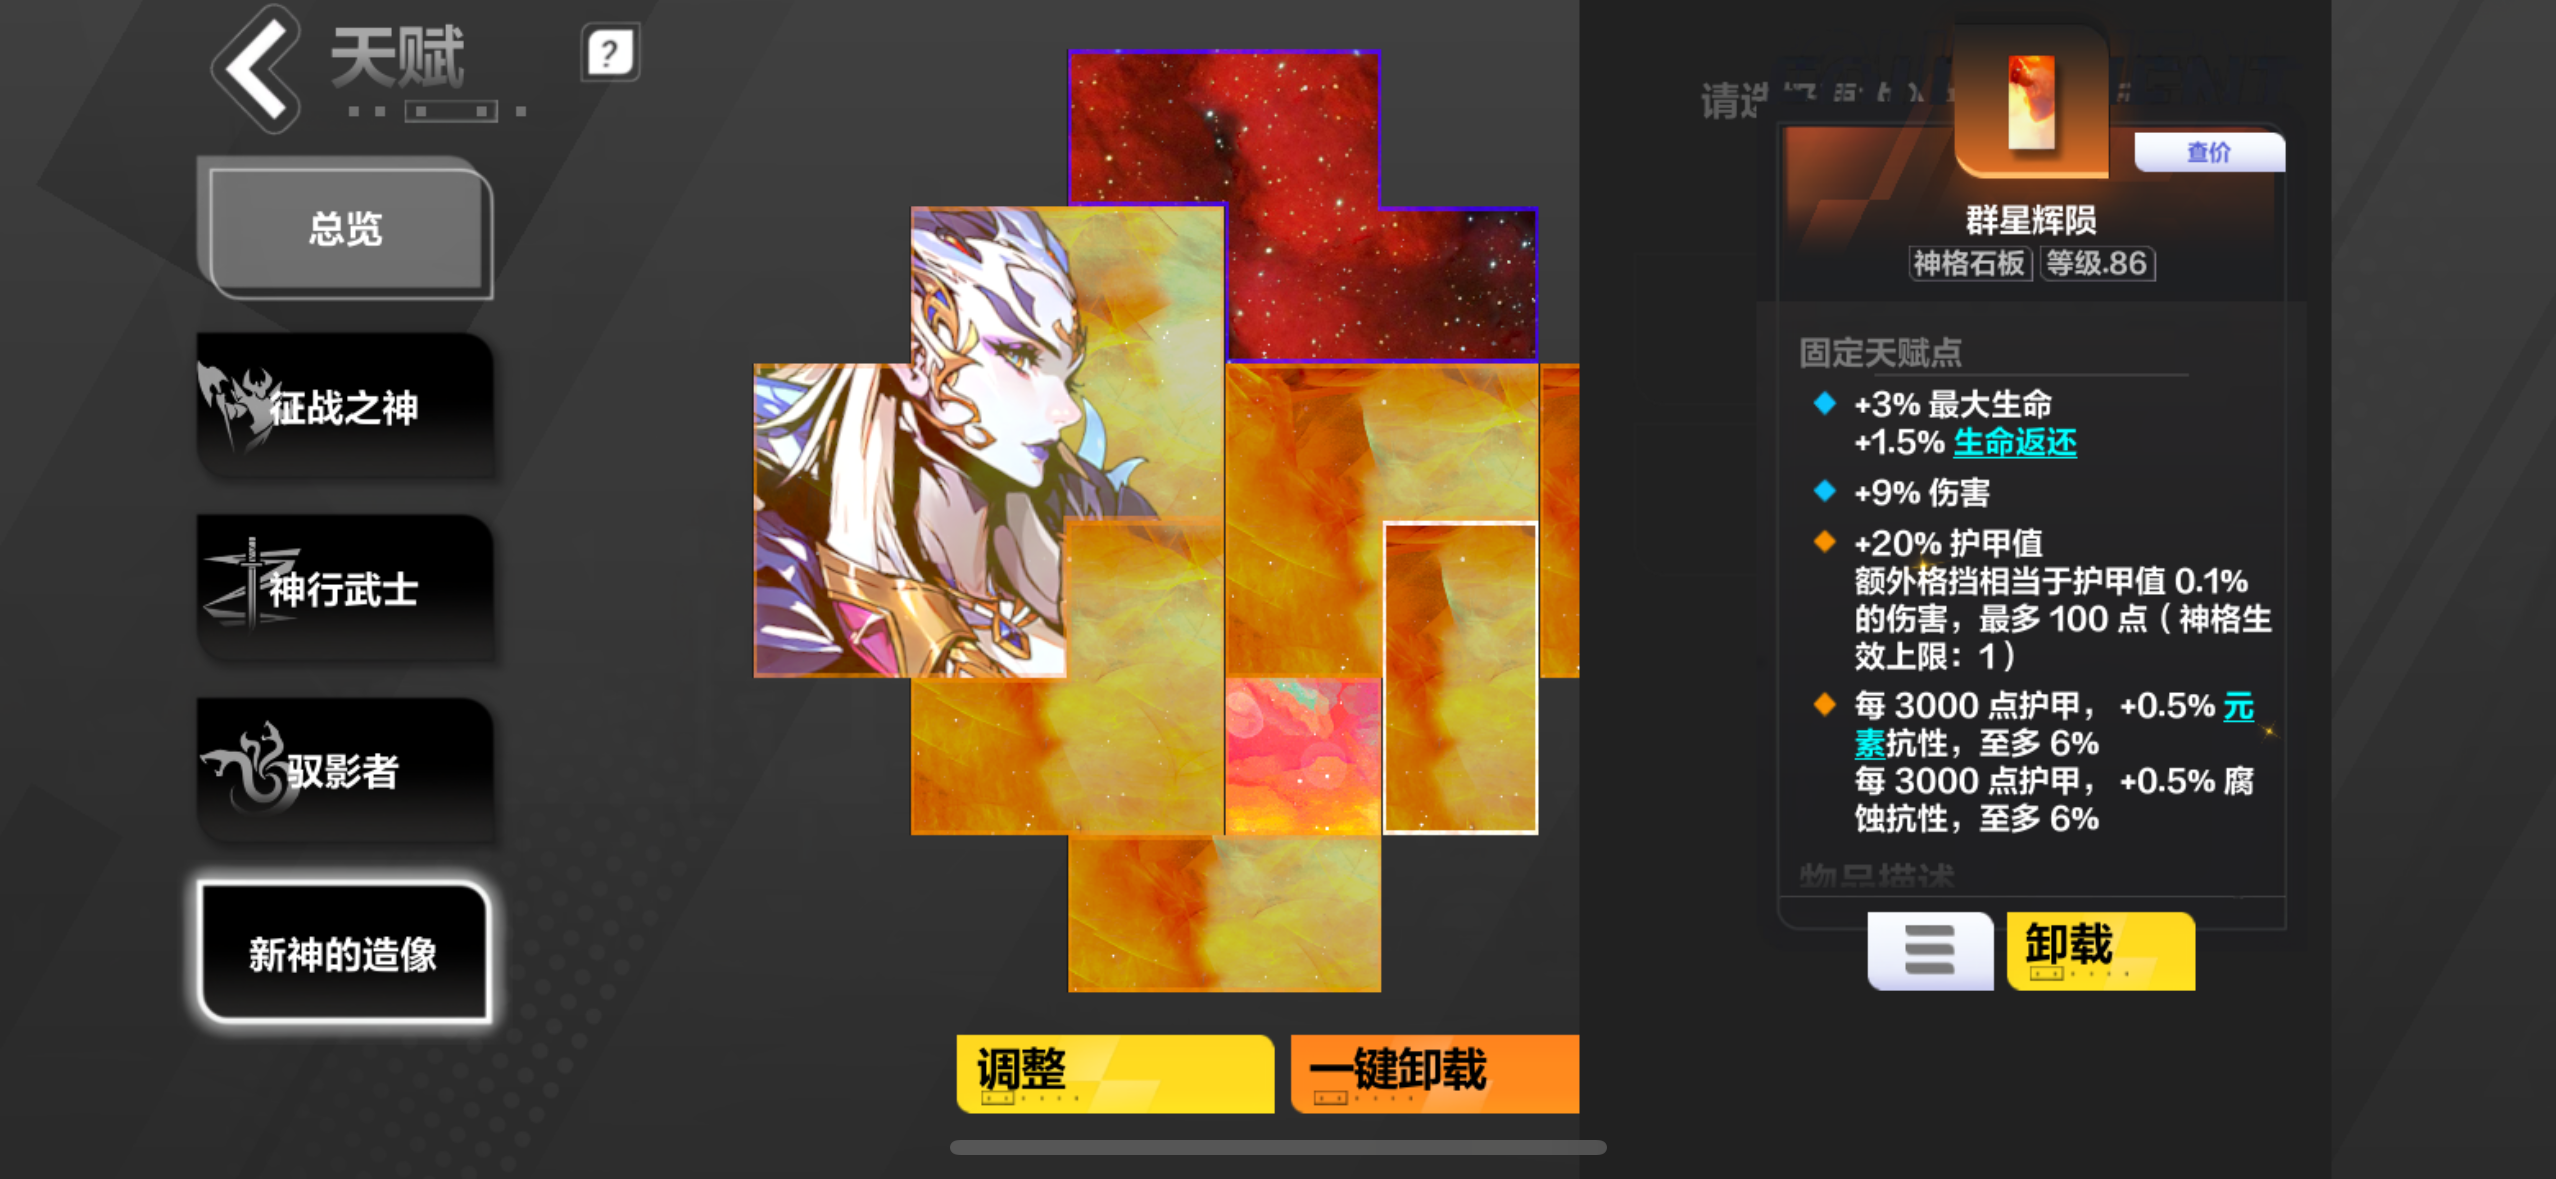 天赋
?
总览
征战之神
神行武士
驭影者
新神的造像
调整
一键卸载
请选
查价
群星辉陨
神格石板 等级.86
固定天赋点
+3% 最大生命
+1.5% 生命返还
+9% 伤害
+20% 护甲值
额外格挡相当于护甲值 0.1%
的伤害，最多 100 点（神格生
效上限：1）
每 3000 点护甲， +0.5% 元
素抗性，至多 6%
每 3000 点护甲， +0.5% 腐
蚀抗性，至多 6%
物品描述
卸载